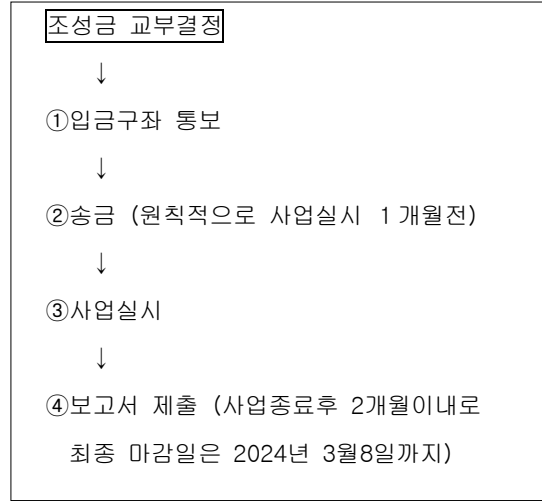 조성금 교부결정
↓
①입금구좌 통보
↓
②송금 (원칙적으로 사업실시 1개월전)
↓
③사업실시
↓
④보고서 제출 (사업종료후 2개월이내로
최종 마감일은 2024년 3월8일까지)